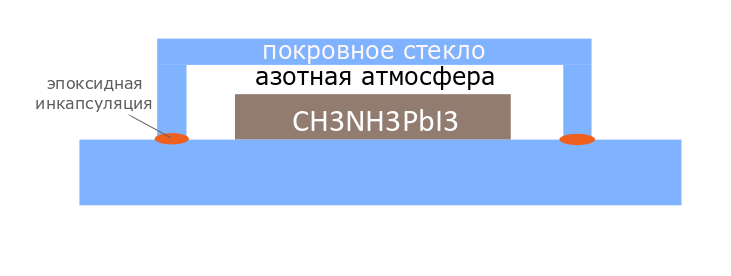 покровное стекло
азотная атмосфера
эпоксидная
инкапсуляция
CH3NH3PbI3